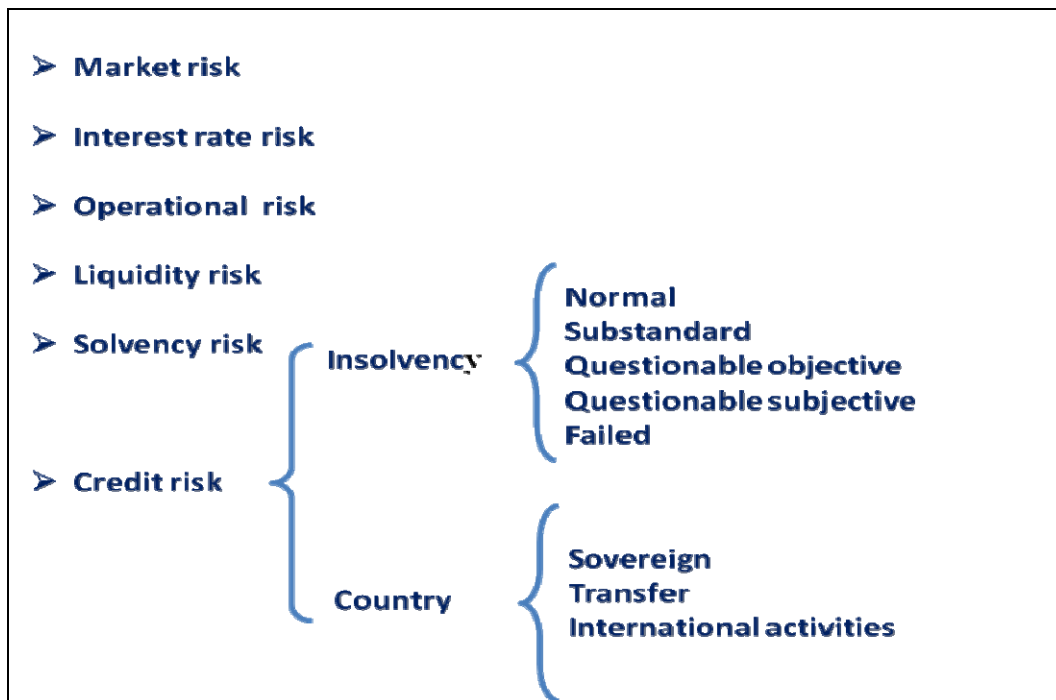 ➢ Market risk
➢ Interest rate risk
➢ Operational risk
➢ Liquidity risk
➢ Solvency risk
➢ Credit risk
Insolvency
Normal
Substandard
Questionable objective
Questionable subjective
Failed
Country
Sovereign
Transfer
International activities